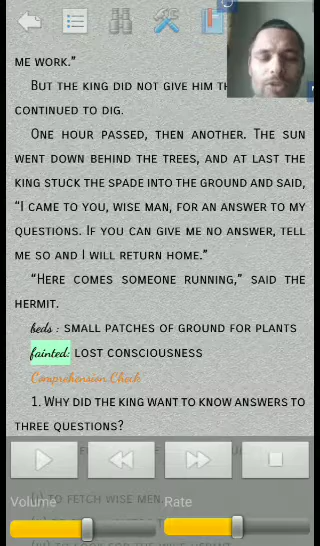 ME WORK.”
BUT THE KING DID NOT GIVE HIM
CONTINUED TO DIG.
ONE HOUR PASSED, THEN ANOTHER. THE SUN
WENT DOWN BEHIND THE TREES, AND AT LAST THE
KING STUCK THE SPADE INTO THE GROUND AND SAID,
“I CAME TO YOU, WISE MAN, FOR AN ANSWER TO MY
QUESTIONS. IF YOU CAN GIVE ME NO ANSWER, TELL
ME SO AND I WILL RETURN HOME.”
“HERE COMES SOMEONE RUNNING,” SAID THE
HERMIT.
beds : SMALL PATCHES OF GROUND FOR PLANTS
fainted: LOST CONSCIOUSNESS
Comprehension Check
1. WHY DID THE KING WANT TO KNOW ANSWERS TO
THREE QUESTIONS?
(I) TO FETCH WISE MEN.
Volume
Rate